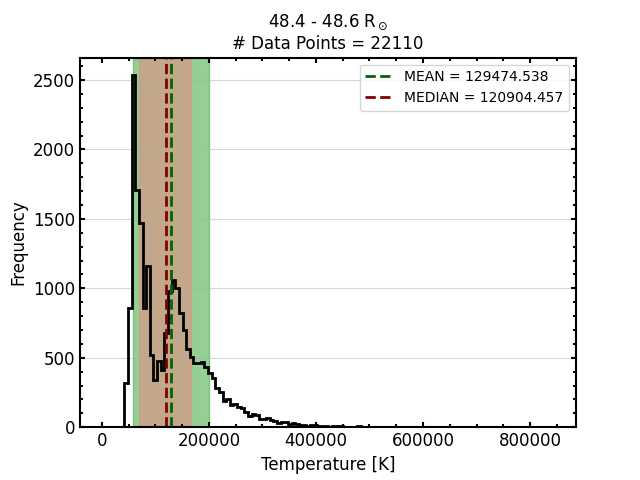 48.4 - 48.6 R⊙
# Data Points = 22110
MEAN = 129474.538
MEDIAN = 120904.457
Frequency
2500
2000
1500
1000
500
0
0 200000 400000 600000 800000
Temperature [K]